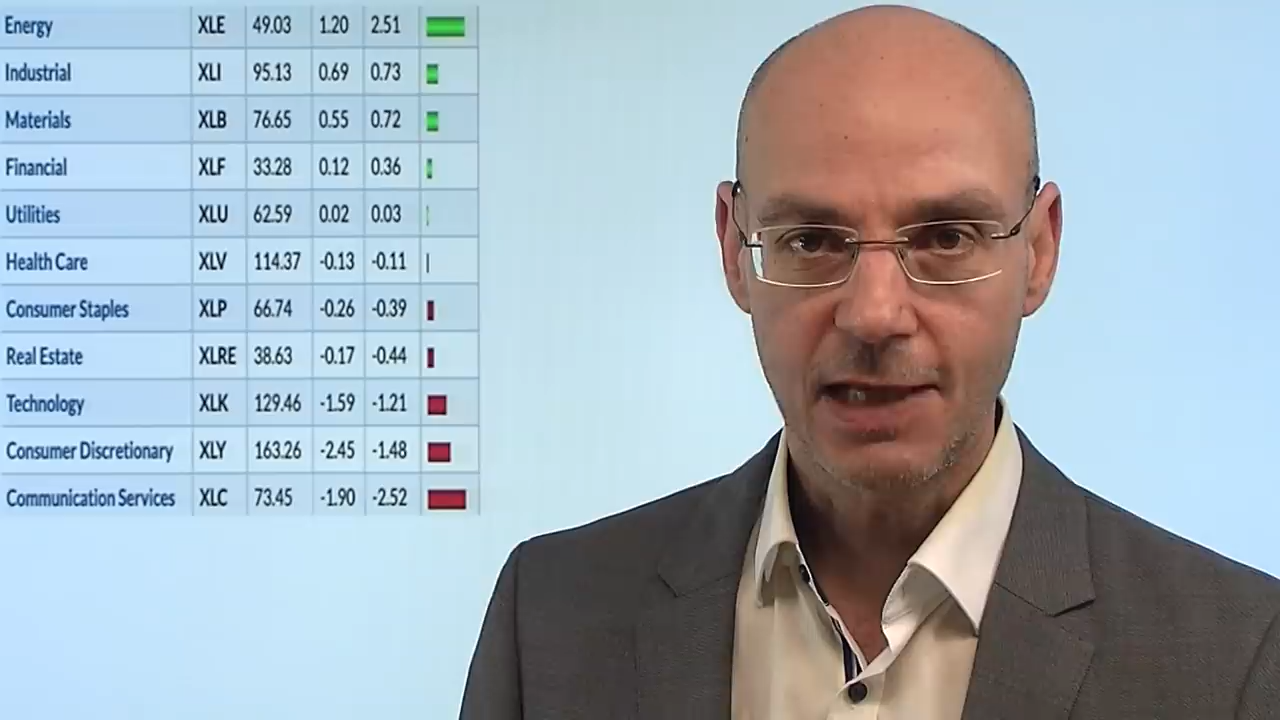 Energy XLE 49.03 1.20 2.51
Industrial XLI 95.13 0.69 0.73
Materials XLB 76.65 0.55 0.72
Financial XLF 33.28 0.12 0.36
Utilities XLU 62.59 0.02 0.03
Health Care XLV 114.37 -0.13 -0.11
Consumer Staples XLP 66.74 -0.26 -0.39
Real Estate XLRE 38.63 -0.17 -0.44
Technology XLK 129.46 -1.59 -1.21
Consumer Discretionary XLY 163.26 -2.45 -1.48
Communication Services XLC 73.45 -1.90 -2.52